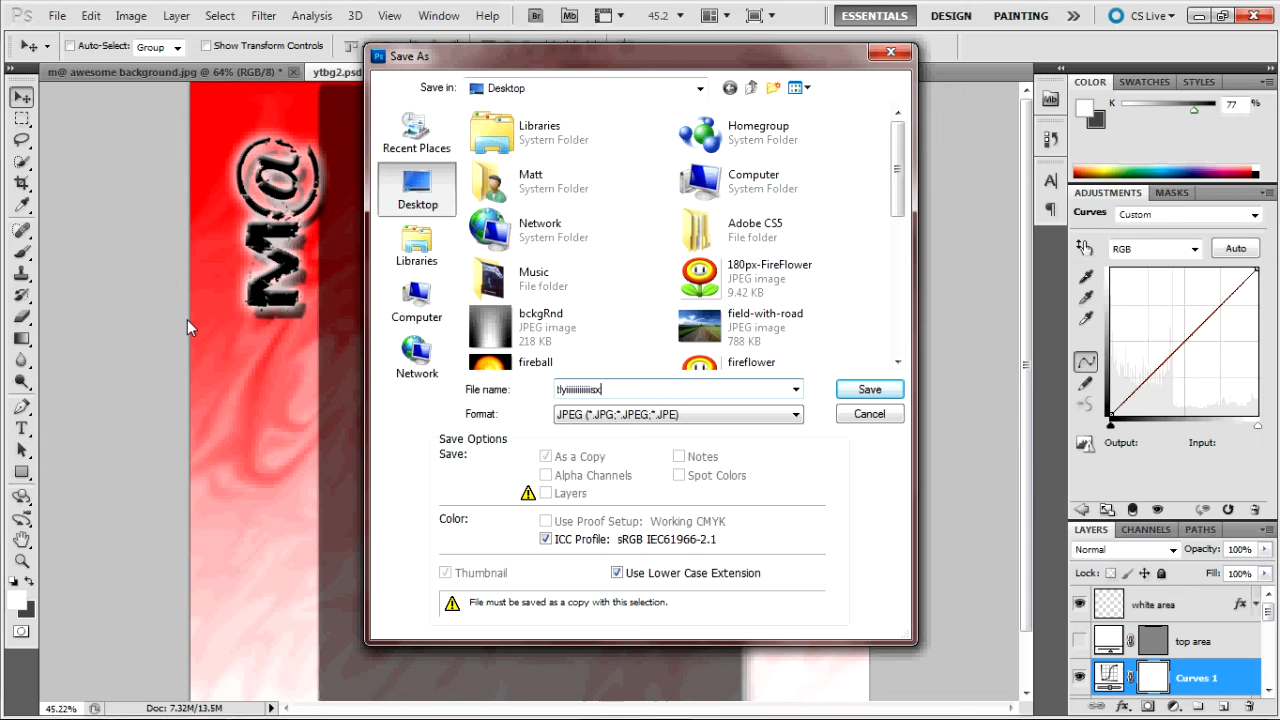 Ps File Edit Image Layer Select Filter Analysis 3D View Window Help Br Mb 45.2 ESSENTIALS DESIGN PAINTING CS Live
Auto-Select: Group Show Transform Controls
m@ awesome background.jpg @ 64% (RGB/8) * ytbg2.psd
M@
Save As
Save in: Desktop
Recent Places
Desktop
Libraries
Computer
Network
Libraries
System Folder
Homegroup
System Folder
Matt
System Folder
Computer
System Folder
Network
System Folder
Adobe CS5
File folder
Music
File folder
180px-FireFlower
JPEG image
9.42 KB
bckgRnd
JPEG image
218 KB
field-with-road
JPEG image
788 KB
fireball
fireflower
File name:
Save
Format: JPEG (*.JPG;*.JPEG;*.JPE)
Cancel
Save Options
Save: As a Copy Notes
Alpha Channels Spot Colors
Layers
Color: Use Proof Setup: Working CMYK
ICC Profile: sRGB IEC61966-2.1
Thumbnail Use Lower Case Extension
File must be saved as a copy with this selection.
COLOR SWATCHES STYLES
K 77 %
Mb
ADJUSTMENTS MASKS
Curves Custom
RGB Auto
Output: Input:
LAYERS CHANNELS PATHS
Normal Opacity: 100%
Lock: Fill: 100%
white area fx
top area
Curves 1
45.22% Doc: 7.32M/13.5M